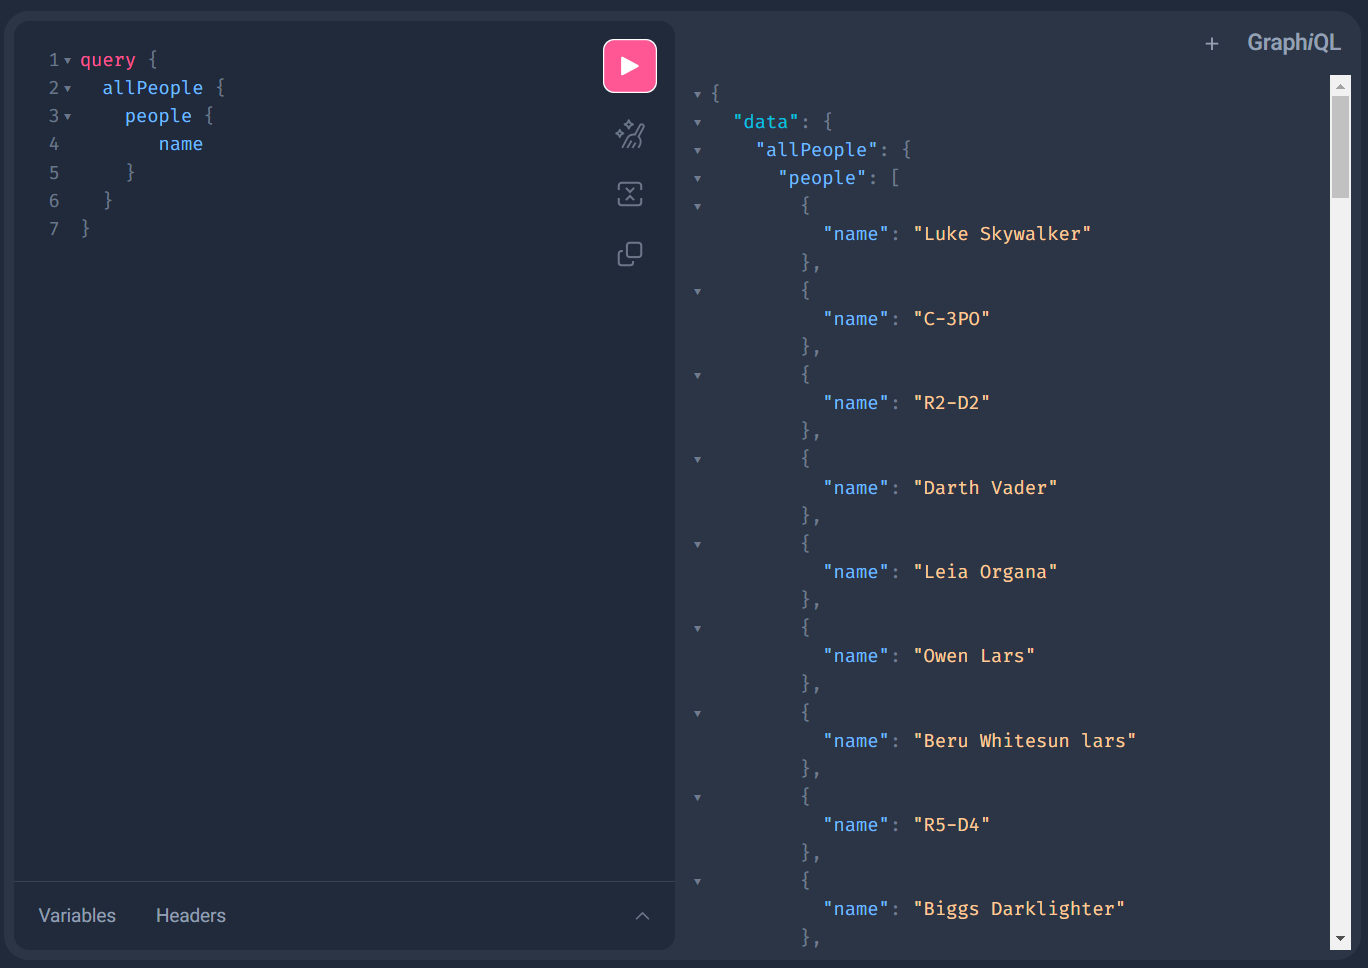 1 query {
2 allPeople {
3 people {
4 name
5 }
6 }
7 }
Variables Headers
+ GraphiQL
{
"data": {
"allPeople": {
"people": [
{
"name": "Luke Skywalker"
},
{
"name": "C-3PO"
},
{
"name": "R2-D2"
},
{
"name": "Darth Vader"
},
{
"name": "Leia Organa"
},
{
"name": "Owen Lars"
},
{
"name": "Beru Whitesun lars"
},
{
"name": "R5-D4"
},
{
"name": "Biggs Darklighter"
},